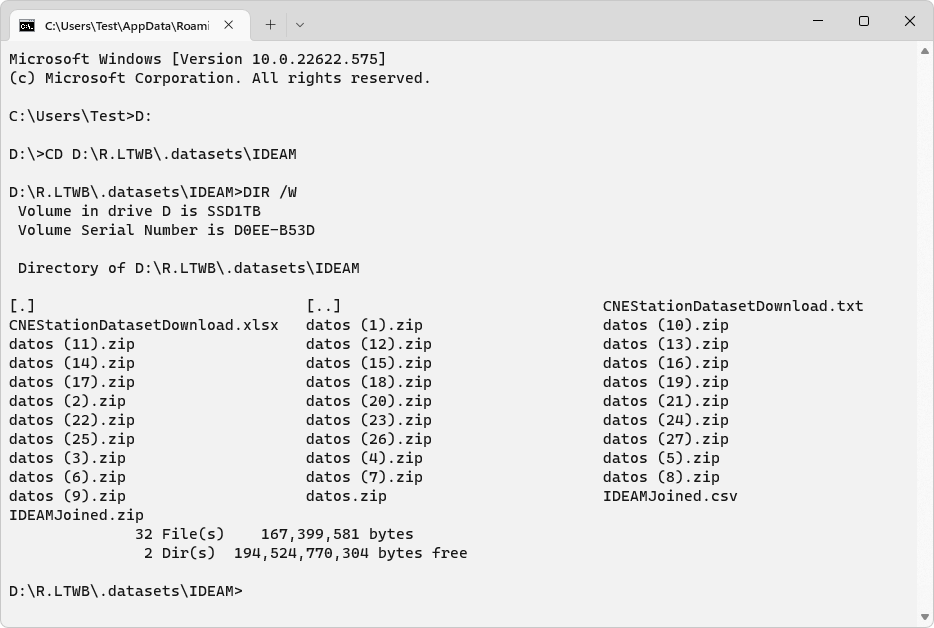 C:\Users\Test\AppData\Roami
Microsoft Windows [Version 10.0.22622.575]
(c) Microsoft Corporation. All rights reserved.
C:\Users\Test>D:
D:\>CD D:\R.LTWB\.datasets\IDEAM
D:\R.LTWB\.datasets\IDEAM>DIR /W
 Volume in drive D is SSD1TB
 Volume Serial Number is D0EE-B53D
 Directory of D:\R.LTWB\.datasets\IDEAM
[.]                              [..]                             CNEStationDatasetDownload.txt
CNEStationDatasetDownload.xlsx   datos (1).zip                    datos (10).zip
datos (11).zip                   datos (12).zip                   datos (13).zip
datos (14).zip                   datos (15).zip                   datos (16).zip
datos (17).zip                   datos (18).zip                   datos (19).zip
datos (2).zip                    datos (20).zip                   datos (21).zip
datos (22).zip                   datos (23).zip                   datos (24).zip
datos (25).zip                   datos (26).zip                   datos (27).zip
datos (3).zip                    datos (4).zip                    datos (5).zip
datos (6).zip                    datos (7).zip                    datos (8).zip
datos (9).zip                    datos.zip                        IDEAMJoined.csv
IDEAMJoined.zip
              32 File(s)    167,399,581 bytes
               2 Dir(s)  194,524,770,304 bytes free
D:\R.LTWB\.datasets\IDEAM>